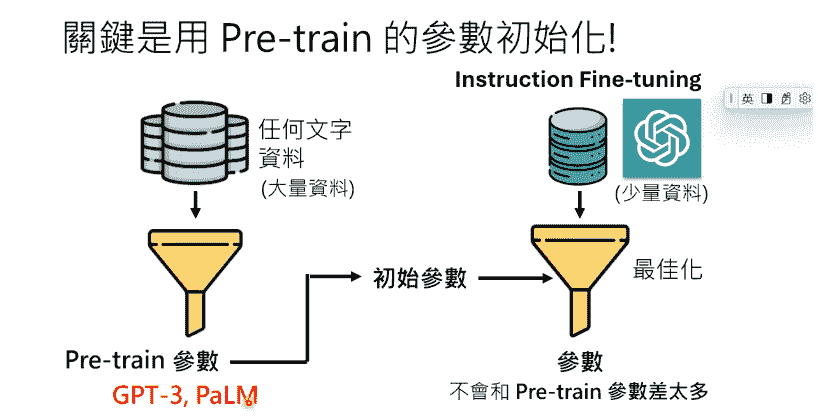 關鍵是用 Pre-train 的參數初始化!
Instruction Fine-tuning
英
任何文字
資料
(大量資料)
(少量資料)
初始參數
最佳化
Pre-train 參數
GPT-3, PaLM
參數
不會和 Pre-train 參數差太多